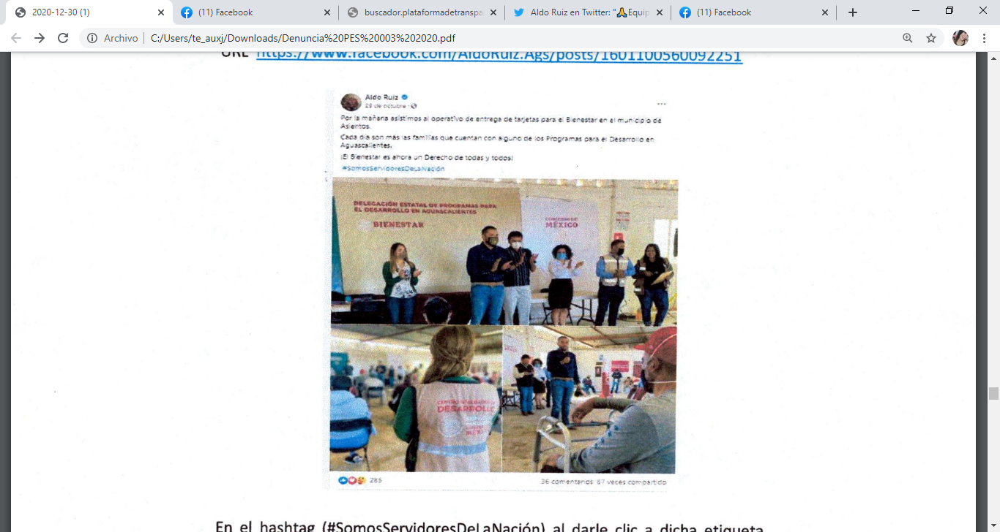 2020-12-30 (1)
(11) Facebook
buscador.plataformadetranspa
Aldo Ruiz en Twitter: "🙏Equip
(11) Facebook
Archivo
C:/Users/te_auxj/Downloads/Denuncia%20PES%20003%202020.pdf
URL https://www.facebook.com/AldoRuiz.Ags/posts/1601100560092251
Aldo Ruiz
29 de octubre
Por la mañana asistimos al operativo de entrega de tarjetas para el Bienestar en el municipio de
Asientos.
Cada día son más las familias que cuentan con alguno de los Programas para el Desarrollo en
Aguascalientes.
¡El Bienestar es ahora un Derecho de todas y todos!
#SomosServidoresDeLaNación
DELEGACIÓN ESTATAL DE PROGRAMAS PARA
EL DESARROLLO EN AGUASCALIENTES
BIENESTAR
GOBIERNO DE
MÉXICO
CENTRO INTEGRADOR DE
DESARROLLO
285
36 comentarios 87 veces compartido
En el hashtag (#SomosServidoresDeLaNación) al darle clic a dicha etiqueta